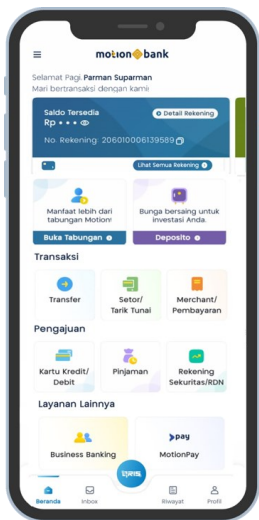 motion bank
Selamat Pagi, Parman Suparman
Mari bertransaksi dengan kami
Saldo Tersedia
Detail Rekening
Rp * * *
No. Rekening: 206010006139589
Lihat Semua Rekening
Manfaat lebih dari
tabungan Motion!
Buka Tabungan
Bunga bersaing untuk
investasi Anda.
Deposito
Transaksi
Transfer
Setor/
Tarik Tunai
Merchant/
Pembayaran
Pengajuan
Kartu Kredit/
Debit
Pinjaman
Rekening
Sekuritas/RDN
Layanan Lainnya
Business Banking
pay
MotionPay
QRIS
Beranda
Inbox
Riwayat
Profil